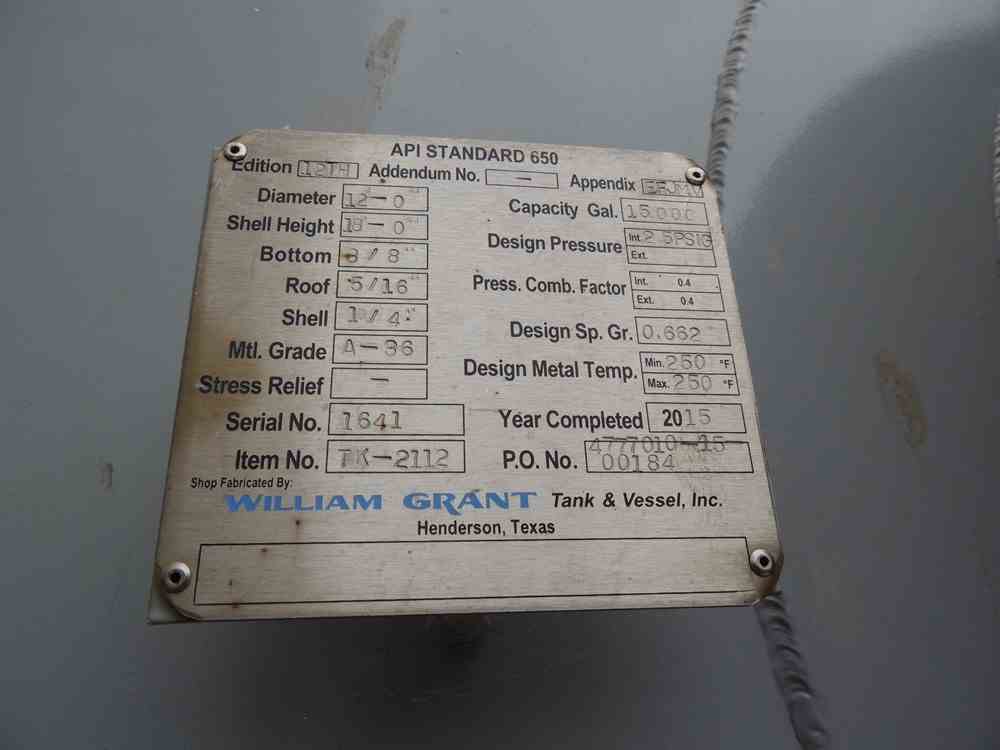 API STANDARD 650
Edition 12TH Addendum No. — Appendix
Diameter 12'-0" Capacity Gal. 15,000
Shell Height -0" Design Pressure Int. 2.5PSIG
Ext.
Bottom 3/8"
Roof 5/16" Press. Comb. Factor Int. 0.4
Ext. 0.4
Shell 1/4" Design Sp. Gr. 0.662
Mtl. Grade A-36 Design Metal Temp. Min. 250 °F
Max. 250 °F
Stress Relief —
Serial No. 1641 Year Completed 2015
Item No. TK-2112 P.O. No. 4777010-15-
00184
Shop Fabricated By:
WILLIAM GRANT Tank & Vessel, Inc.
Henderson, Texas